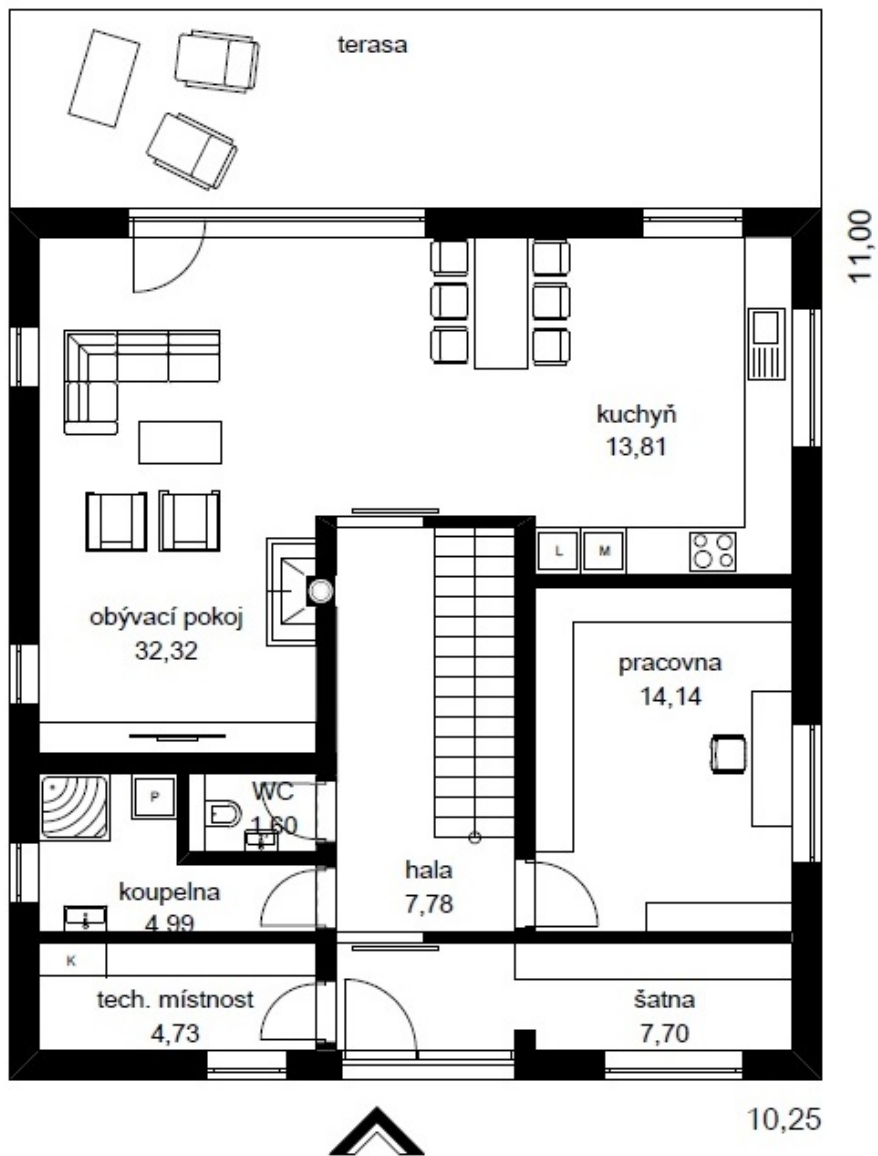 terasa
11,00
kuchyň
13,81
L
M
obývací pokoj
32,32
pracovna
14,14
P
WC
1,60
hala
7,78
koupelna
4,99
K
tech. místnost
4,73
šatna
7,70
10,25